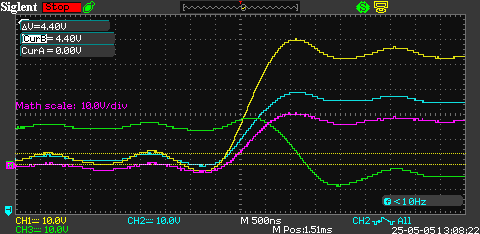 Siglent Stop
ΔV=4.40V
CurB= 4.40V
CurA = 0.00V
Math scale: 10.0V/div
<10Hz
CH1= 10.0V CH2= 10.0V M 500ns CH2 All
CH3= 10.0V M Pos:1.51ms 25-05-05 13:08:22